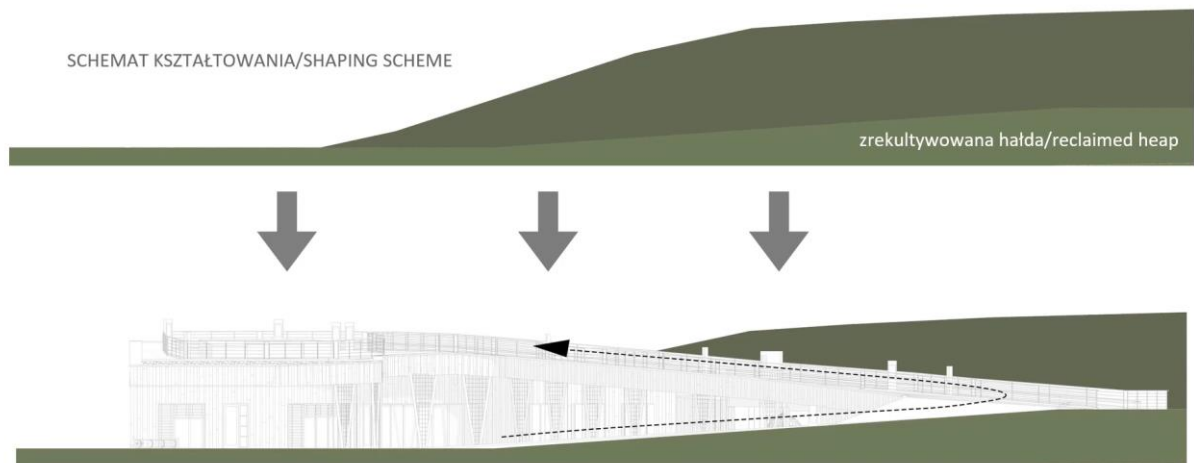 SCHEMAT KSZTAŁTOWANIA/SHAPING SCHEME
zrekultywowana hałda/reclaimed heap